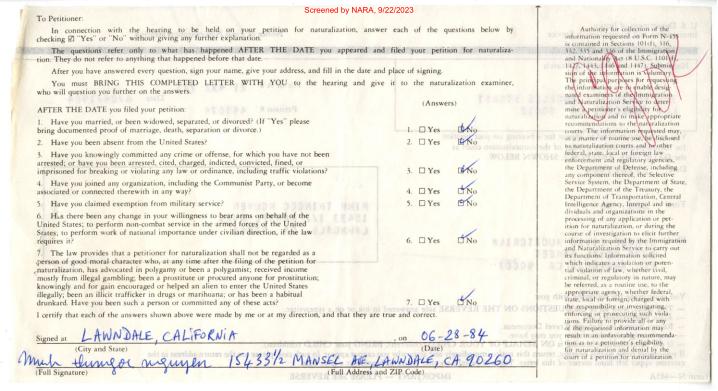 Screened by NARA, 9/22/2023
To Petitioner:
In connection with the hearing to be held on your petition for naturalization, answer each of the questions below by
checking ☑ "Yes" or "No" without giving any further explanation.
The questions refer only to what has happened AFTER THE DATE you appeared and filed your petition for naturaliza-
tion. They do not refer to anything that happened before that date.
After you have answered every question, sign your name, give your address, and fill in the date and place of signing.
You must BRING THIS COMPLETED LETTER WITH YOU to the hearing and give it to the naturalization examiner,
who will question you on the answers.
(Answers)
AFTER THE DATE you filed your petition:
1. Have you married, or been widowed, separated, or divorced? (If "Yes" please
bring documented proof of marriage, death, separation or divorce.)
1. ☐ Yes ☑ No
2. Have you been absent from the United States?
2. ☐ Yes ☑ No
3. Have you knowingly committed any crime or offense, for which you have not been
arrested; or have you been arrested, cited, charged, indicted, convicted, fined, or
imprisoned for breaking or violating any law or ordinance, including traffic violations?
3. ☐ Yes ☑ No
4. Have you joined any organization, including the Communist Party, or become
associated or connected therewith in any way?
4. ☐ Yes ☑ No
5. Have you claimed exemption from military service?
5. ☐ Yes ☑ No
6. Has there been any change in your willingness to bear arms on behalf of the
United States; to perform non-combat service in the armed forces of the United
States, to perform work of national importance under civilian direction, if the law
requires it?
6. ☐ Yes ☑ No
7. The law provides that a petitioner for naturalization shall not be regarded as a
person of good moral character who, at any time after the filing of the petition for
naturalization, has advocated in polygamy or been a polygamist; received income
mostly from illegal gambling; been a prostitute or procured anyone for prostitution;
knowingly and for gain encouraged or helped an alien to enter the United States
illegally; been an illicit trafficker in drugs or marihuana; or has been a habitual
drunkard. Have you been such a person or committed any of these acts?
7. ☐ Yes ☑ No
I certify that each of the answers shown above were made by me or at my direction, and that they are true and correct.
Signed at LAWNDALE, CALIFORNIA , on 06-28-84
(City and State) (Date)
Minh thungoc nguyen 15433½ MANSEL AE, LAWNDALE, CA. 90260
(Full Signature) (Full Address and ZIP Code)
Authority for collection of the
information requested on Form N-445
is contained in Sections 101(f), 316,
332, 335 and 336 of the Immigration
and Nationality Act (8 U.S.C. 1101
1427, 1443, 1446 and 1447). Submis-
sion of the information is voluntary.
The principal purposes for requesting
the information are to enable desig-
nated examiners of the Immigration
and Naturalization Service to deter-
mine a petitioner's eligibility for
naturalization and to make appropriate
recommendations to the naturalization
courts. The information requested may,
as a matter of routine use, be disclosed
to naturalization courts and to other
federal, state, local or foreign law
enforcement and regulatory agencies,
the Department of Defense, including
any component thereof, the Selective
Service System, the Department of State,
the Department of the Treasury, the
Department of Transportation, Central
Intelligence Agency, Interpol and in-
dividuals and organizations in the
processing of any application or pet-
ition for naturalization, or during the
course of investigation to elicit further
information required by the Immigration
and Naturalization Service to carry out
its functions. Information solicited
which indicates a violation or poten-
tial violation of law, whether civil,
criminal, or regulatory in nature, may
be referred, as a routine use, to the
appropriate agency, whether federal,
state, local or foreign, charged with
the responsibility of investigating,
enforcing or prosecuting such viola-
tions. Failure to provide all or any
of the requested information may
result in an unfavorable recommenda-
tion as to a petitioner's eligibility
for naturalization and denial by the
court of a petition for naturalization.